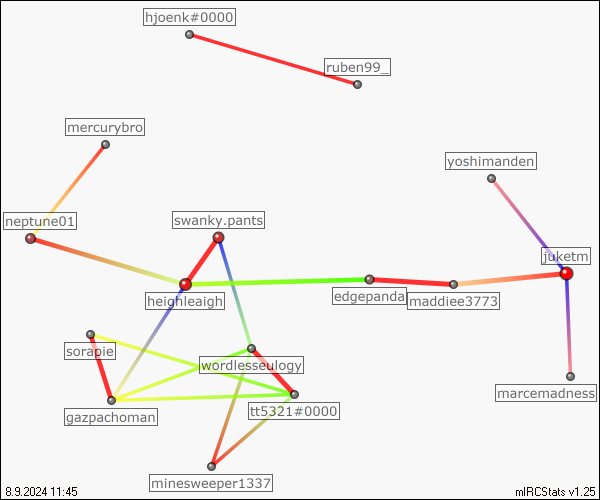 hjoenk#0000
ruben99_
mercurybro
yoshimanden
neptune01
swanky.pants
juketm
heighleaigh
edgepanda
maddiee3773
sorapie
wordlesseulogy
marcemadness
gazpachoman
tt5321#0000
minesweeper1337
8.9.2024 11:45
mIRCStats v1.25